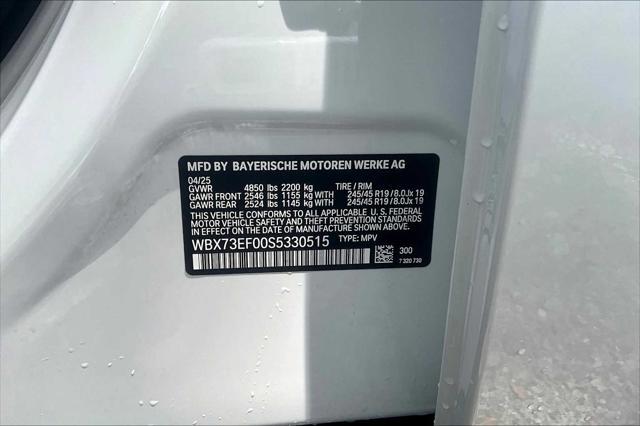 MFD BY BAYERISCHE MOTOREN WERKE AG
04/25
GVWR 4850 lbs 2200 kg TIRE / RIM
GAWR FRONT 2546 lbs 1155 kg WITH 245/45 R19 / 8.0Jx 19
GAWR REAR 2524 lbs 1145 kg WITH 245/45 R19 / 8.0Jx 19
THIS VEHICLE CONFORMS TO ALL APPLICABLE U. S. FEDERAL
MOTOR VEHICLE SAFETY AND THEFT PREVENTION STANDARDS
IN EFFECT ON THE DATE OF MANUFACTURE SHOWN ABOVE.
WBX73EF00S5330515 TYPE: MPV
300
7 320 730